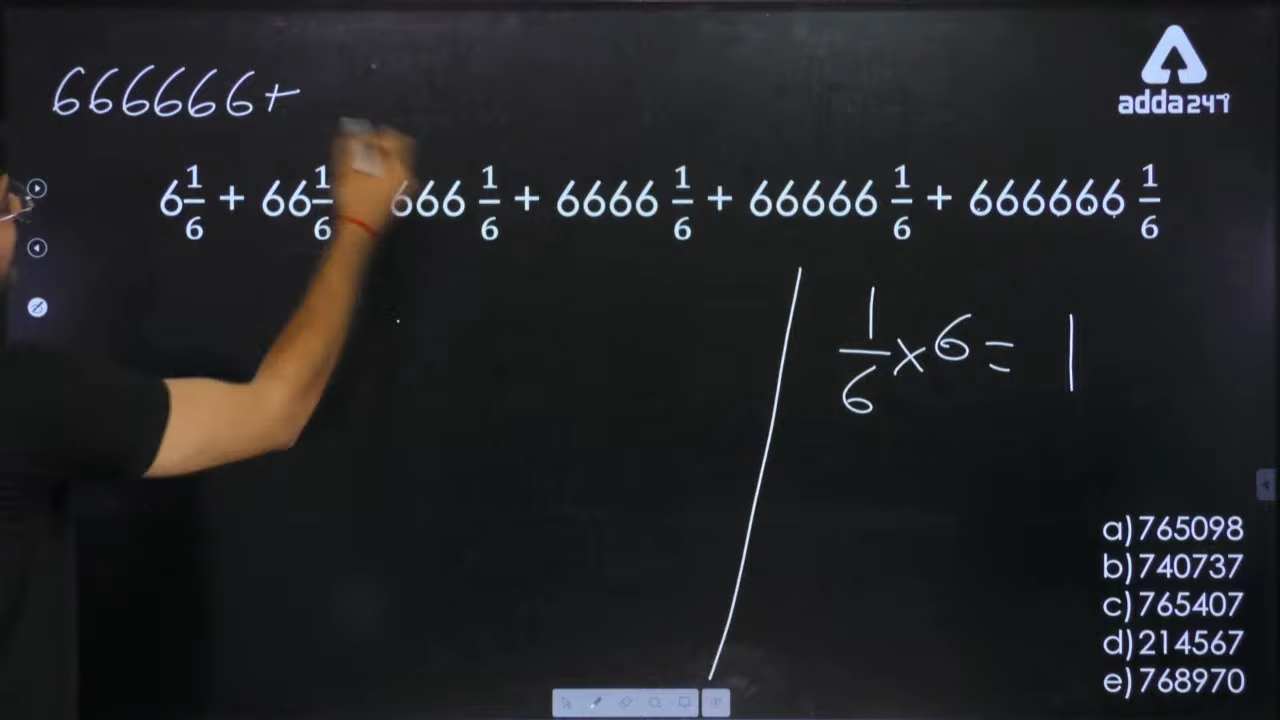 666666+
adda247
6 1/6 + 66 1/6 666 1/6 + 6666 1/6 + 66666 1/6 + 666666 1/6
1/6 × 6 = 1
a) 765098
b) 740737
c) 765407
d) 214567
e) 768970